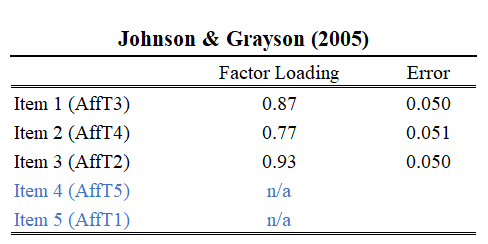 Johnson & Grayson (2005)
Factor Loading Error
Item 1 (AffT3) 0.87 0.050
Item 2 (AffT4) 0.77 0.051
Item 3 (AffT2) 0.93 0.050
Item 4 (AffT5) n/a
Item 5 (AffT1) n/a